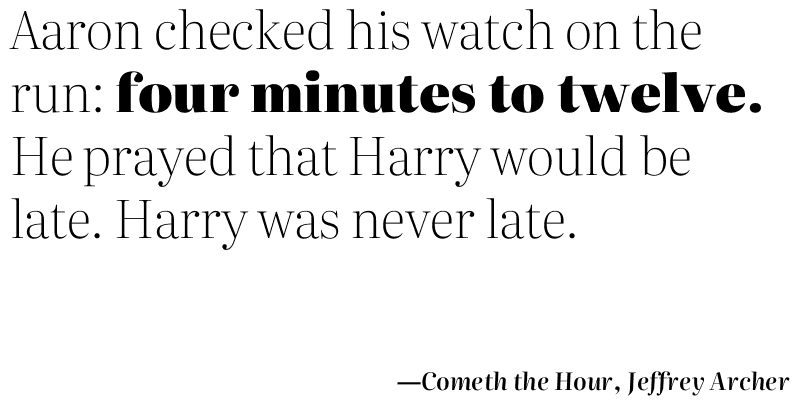 Aaron checked his watch on the
run: four minutes to twelve.
He prayed that Harry would be
late. Harry was never late.
—Cometh the Hour, Jeffrey Archer